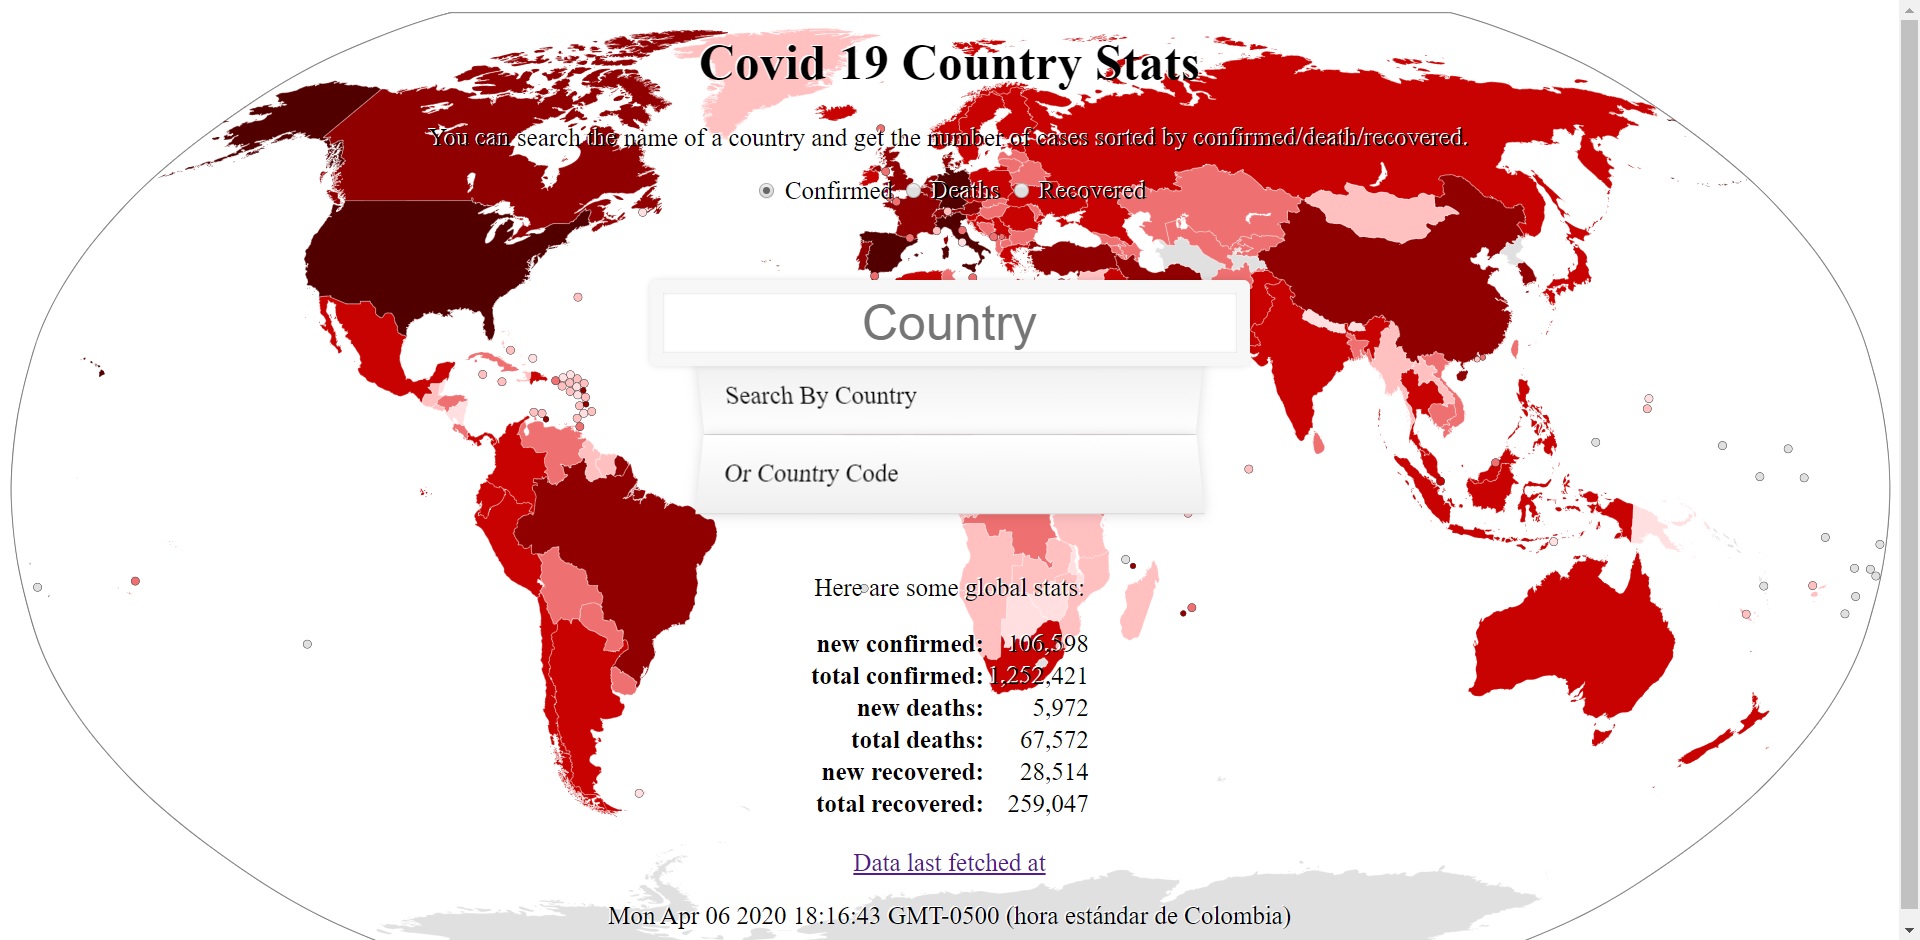 Covid 19 Country Stats
You can search the name of a country and get the number of cases sorted by confirmed/death/recovered.
Confirmed Deaths Recovered
Country
Search By Country
Or Country Code
Here are some global stats:
new confirmed: 106,598
total confirmed: 1,252,421
new deaths: 5,972
total deaths: 67,572
new recovered: 28,514
total recovered: 259,047
Data last fetched at
Mon Apr 06 2020 18:16:43 GMT-0500 (hora estándar de Colombia)